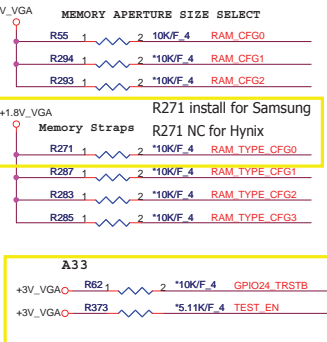 V_VGA
MEMORY APERTURE SIZE SELECT
R55 1 2 10K/F_4 RAM_CFG0
R294 1 2 *10K/F_4 RAM_CFG1
R293 1 2 *10K/F_4 RAM_CFG2
+1.8V_VGA
R271 install for Samsung
Memory Straps
R271 NC for Hynix
R271 1 2 *10K/F_4 RAM_TYPE_CFG0
R287 1 2 *10K/F_4 RAM_TYPE_CFG1
R283 1 2 *10K/F_4 RAM_TYPE_CFG2
R285 1 2 *10K/F_4 RAM_TYPE_CFG3
A33
+3V_VGA R62 1 2 *10K/F_4 GPIO24_TRSTB
+3V_VGA R373 *5.11K/F_4 TEST_EN